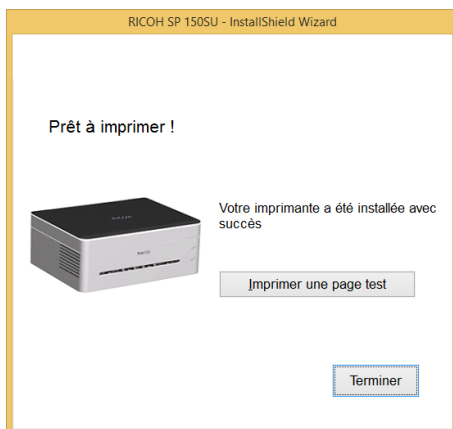 RICOH SP 150SU - InstallShield Wizard
Prêt à imprimer !
Votre imprimante a été installée avec
succès
Imprimer une page test
Terminer